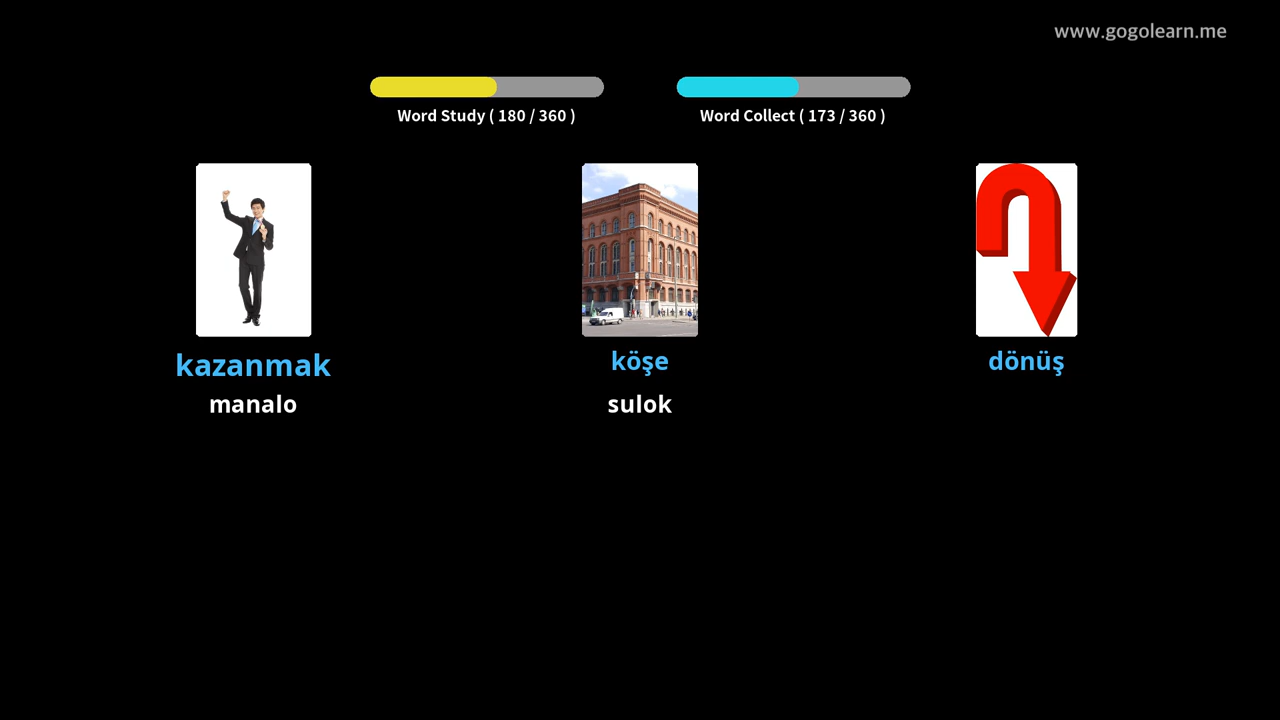 www.gogolearn.me
Word Study ( 180 / 360 )
Word Collect ( 173 / 360 )
kazanmak
köşe
dönüş
manalo
sulok